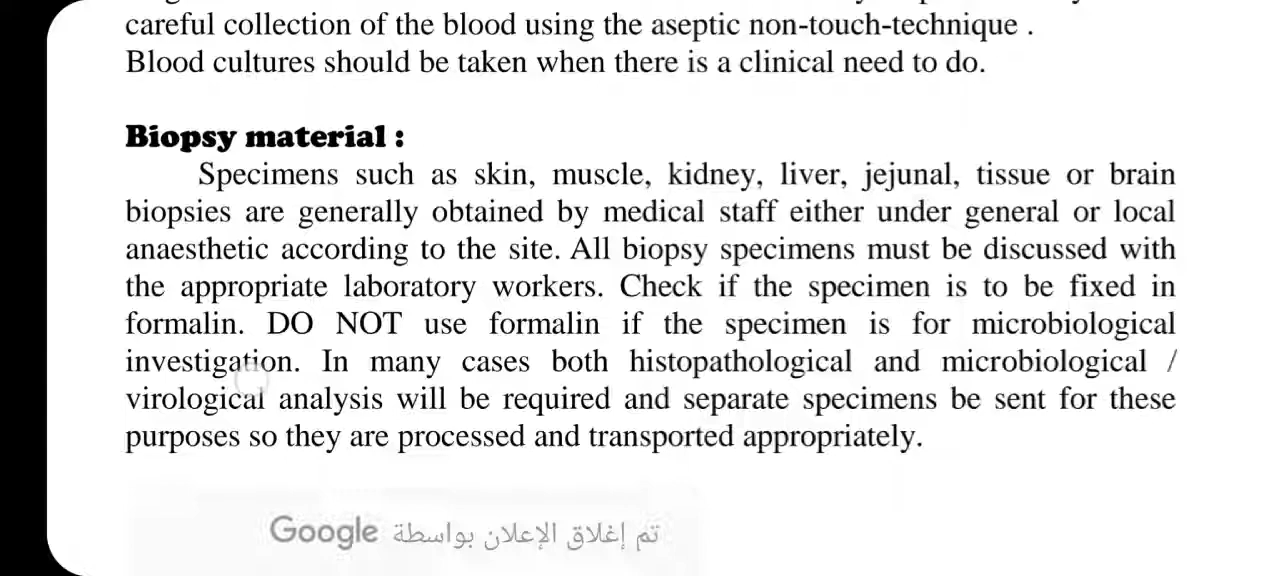 careful collection of the blood using the aseptic non-touch-technique .
Blood cultures should be taken when there is a clinical need to do.
Biopsy material :
Specimens such as skin, muscle, kidney, liver, jejunal, tissue or brain
biopsies are generally obtained by medical staff either under general or local
anaesthetic according to the site. All biopsy specimens must be discussed with
the appropriate laboratory workers. Check if the specimen is to be fixed in
formalin. DO NOT use formalin if the specimen is for microbiological
investigation. In many cases both histopathological and microbiological /
virological analysis will be required and separate specimens be sent for these
purposes so they are processed and transported appropriately.
تم إغلاق الإعلان بواسطة Google